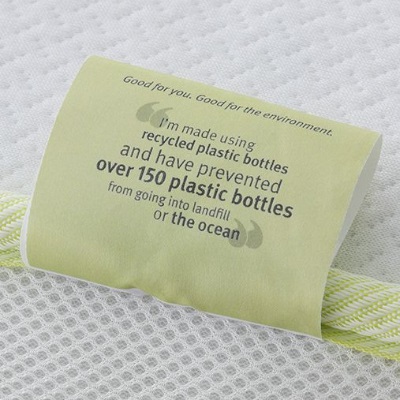 Good for you. Good for the environment.
“I'm made using
recycled plastic bottles
and have prevented
over 150 plastic bottles
from going into landfill
or the ocean”